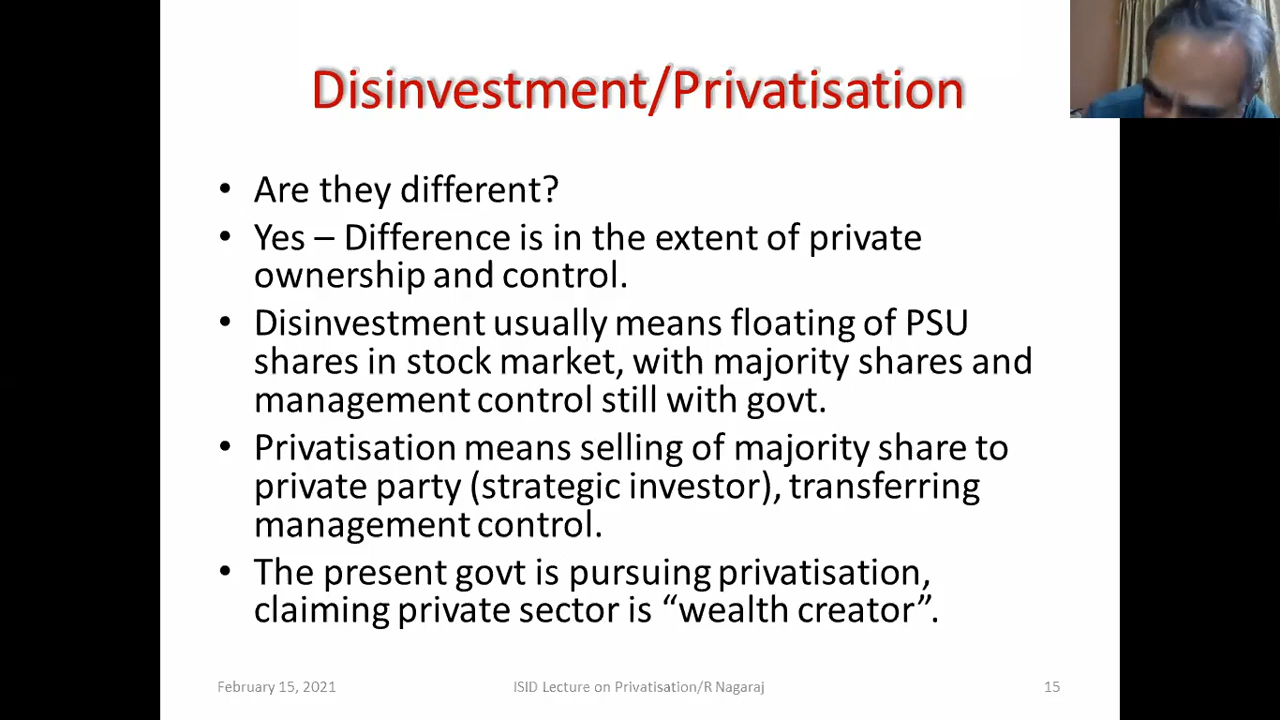 Disinvestment/Privatisation
• Are they different?
• Yes – Difference is in the extent of private
ownership and control.
• Disinvestment usually means floating of PSU
shares in stock market, with majority shares and
management control still with govt.
• Privatisation means selling of majority share to
private party (strategic investor), transferring
management control.
• The present govt is pursuing privatisation,
claiming private sector is “wealth creator”.
February 15, 2021
ISID Lecture on Privatisation/R Nagaraj
15